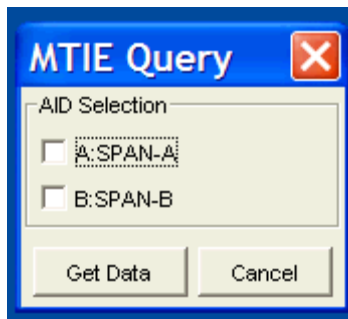 MTIE Query
AID Selection
A:SPAN-A
B:SPAN-B
Get Data Cancel